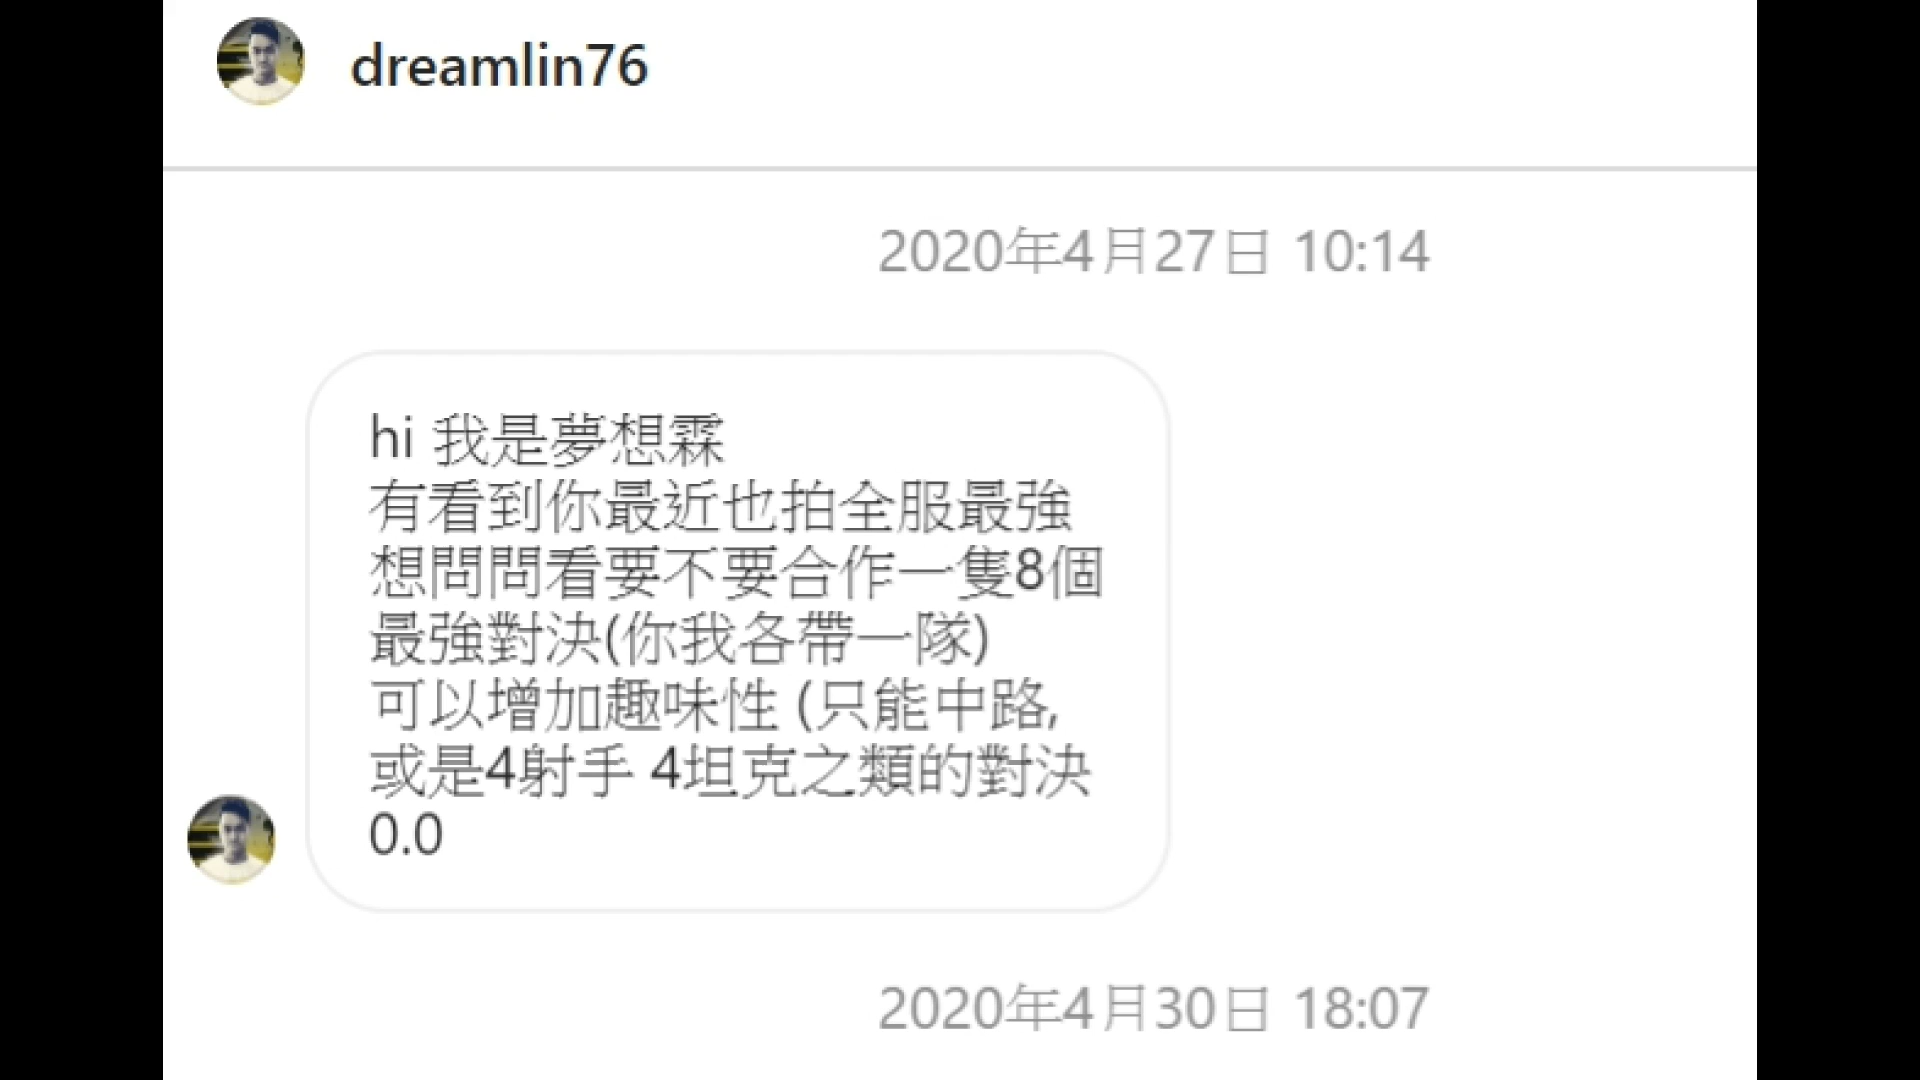 dreamlin76
2020年4月27日 10:14
hi 我是夢想霖
有看到你最近也拍全服最強
想問問看要不要合作一隻8個
最強對決(你我各帶一隊)
可以增加趣味性 (只能中路,
或是4射手 4坦克之類的對決
0.0
2020年4月30日 18:07